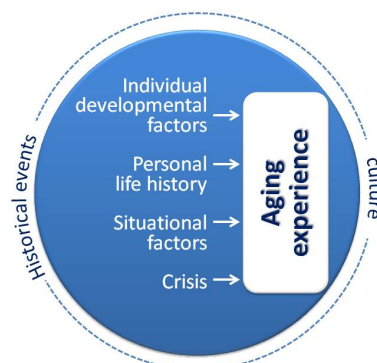 Individual
developmental
factors
Personal
life history
Situational
factors
Crisis
Aging
experience
Historical events
culture